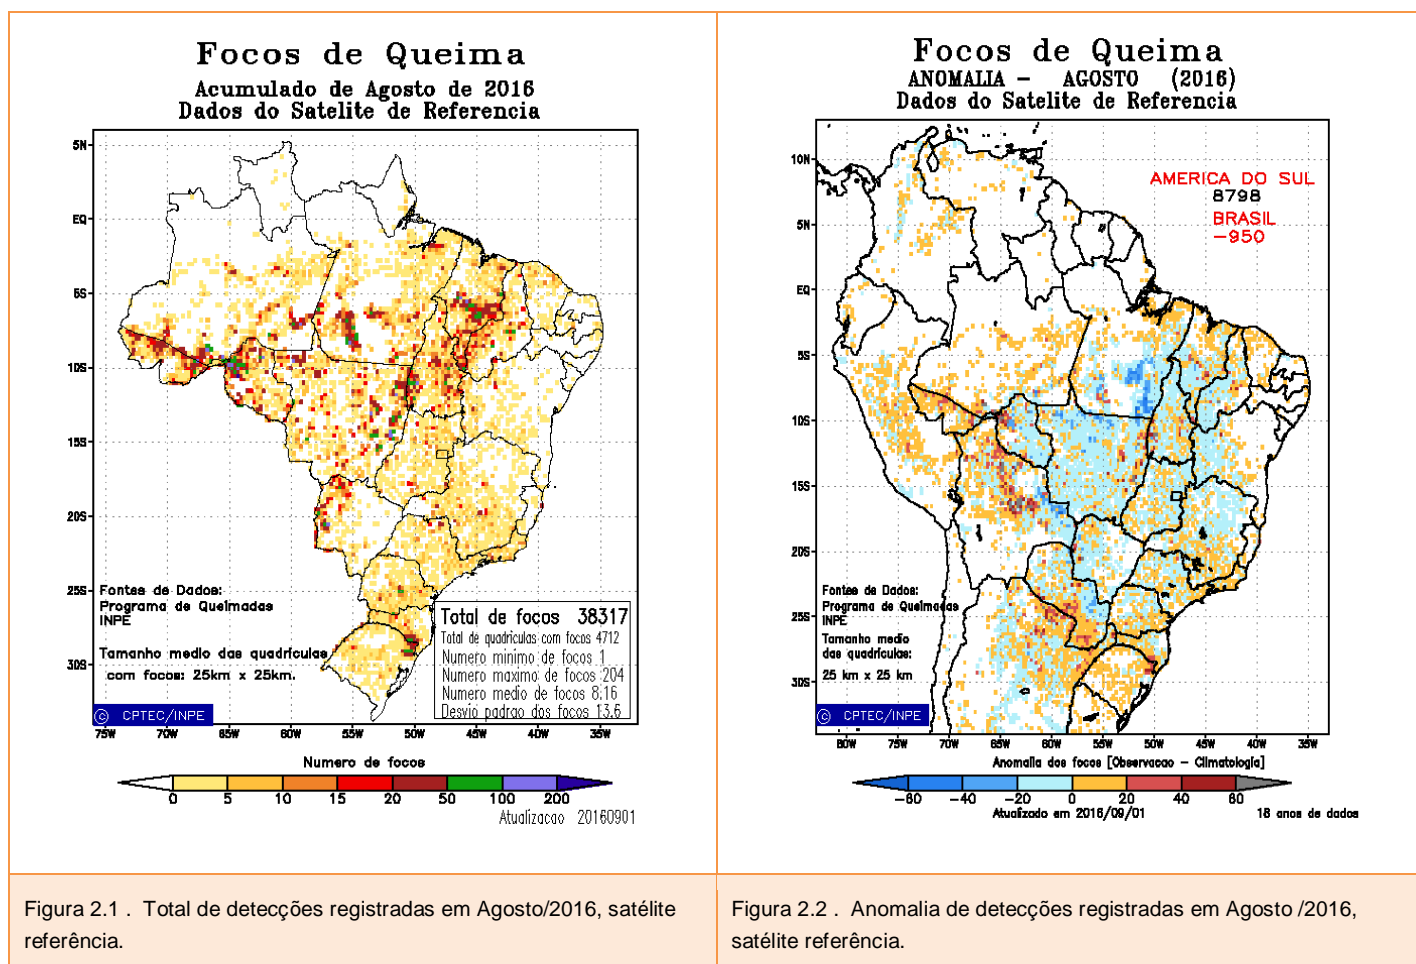 Focos de Queima
Acumulado de Agosto de 2016
Dados do Satelite de Referencia
5N
EQ
5S
10S
15S
20S
25S
30S
75W 70W 65W 60W 55W 50W 45W 40W 35W
Fontes de Dados:
Programa de Queimadas
INPE
Tamanho medio das quadrículas
com focos: 25km x 25km.
Total de focos 38317
Total de quadriculas com focos 4712
Numero minimo de focos 1
Numero maximo de focos 204
Numero medio de focos 8.16
Desvio padrao dos focos 13.6
© CPTEC/INPE
Numero de focos
0 5 10 15 20 50 100 200
Atualizacao 20160901
Figura 2.1 . Total de detecções registradas em Agosto/2016, satélite
referência.
Focos de Queima
ANOMALIA – AGOSTO (2016)
Dados do Satelite de Referencia
AMERICA DO SUL
8798
BRASIL
-950
10N
5N
EQ
5S
10S
15S
20S
25S
30S
80W 75W 70W 65W 60W 55W 50W 45W 40W 35W
Fontes de Dados:
Programa de Queimadas
INPE
Tamanho medio
das quadrículas:
25 km x 25 km
© CPTEC/INPE
Anomalia dos focos [Observacao – Climatologia]
-60 -40 -20 0 20 40 60
Atualizado em 2016/09/01
18 anos de dados
Figura 2.2 . Anomalia de detecções registradas em Agosto /2016,
satélite referência.